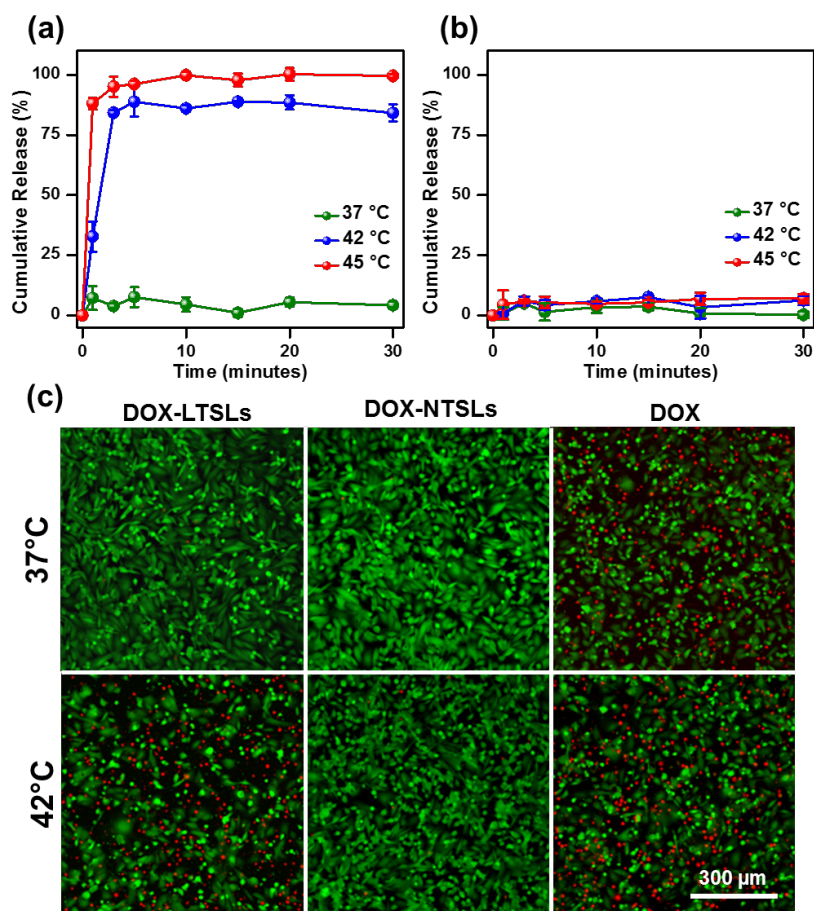 (a)
Cumulative Release (%)
100
75
50
25
0
37 °C
42 °C
45 °C
0
10
20
30
Time (minutes)
(b)
Cumulative Release (%)
100
75
50
25
0
37 °C
42 °C
45 °C
0
10
20
30
Time (minutes)
(c)
DOX-LTSLs
DOX-NTSLs
DOX
37°C
42°C
300 µm